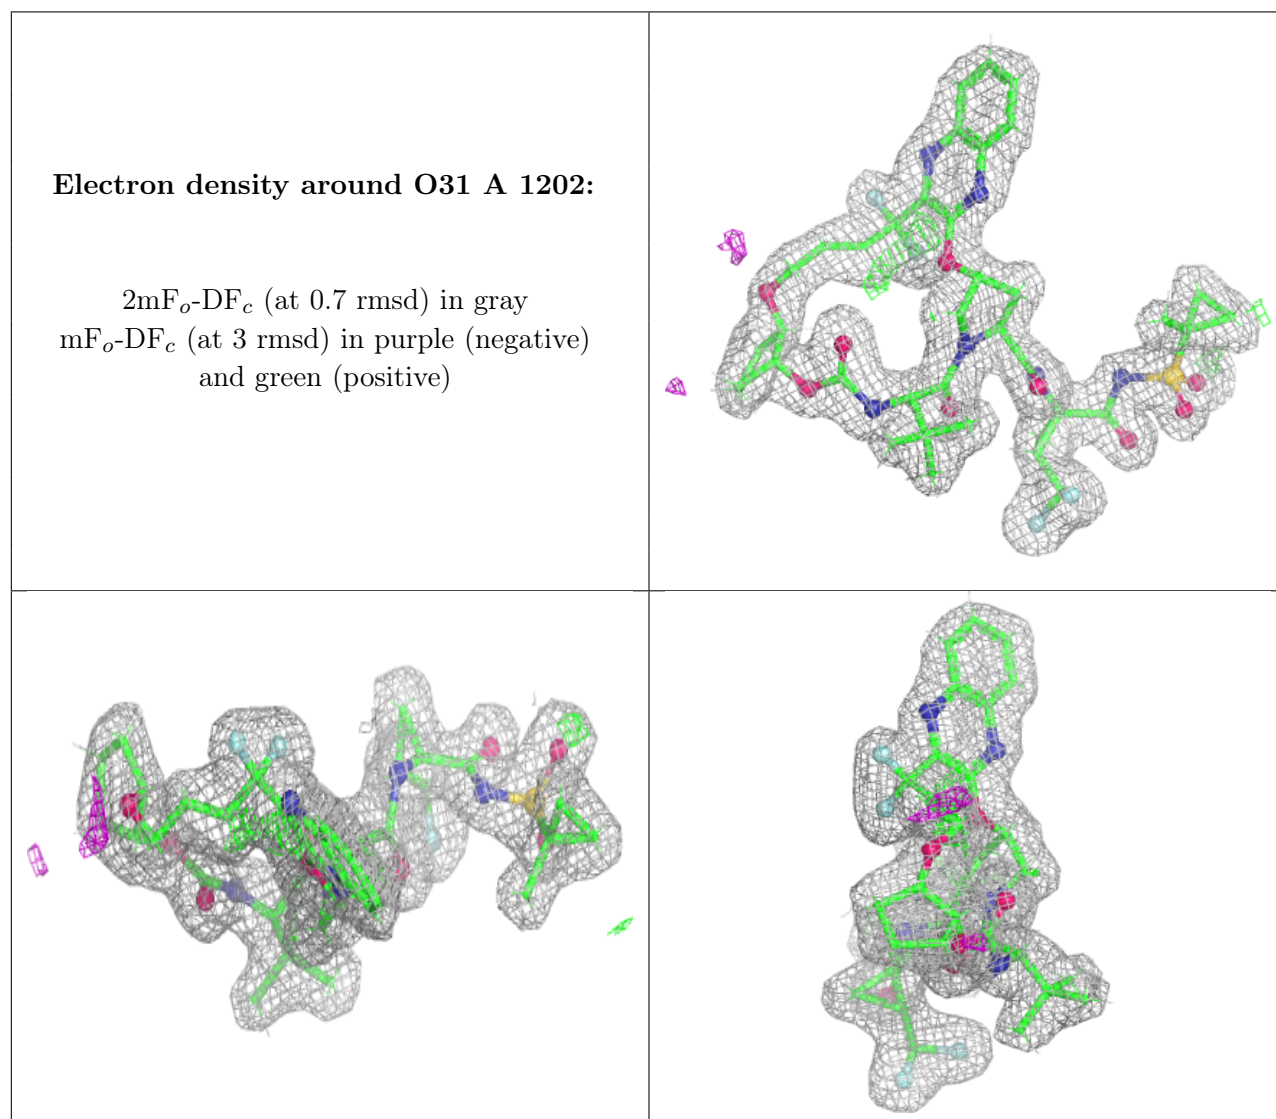 Electron density around O31 A 1202:
2mFo-DFc (at 0.7 rmsd) in gray
mFo-DFc (at 3 rmsd) in purple (negative)
and green (positive)